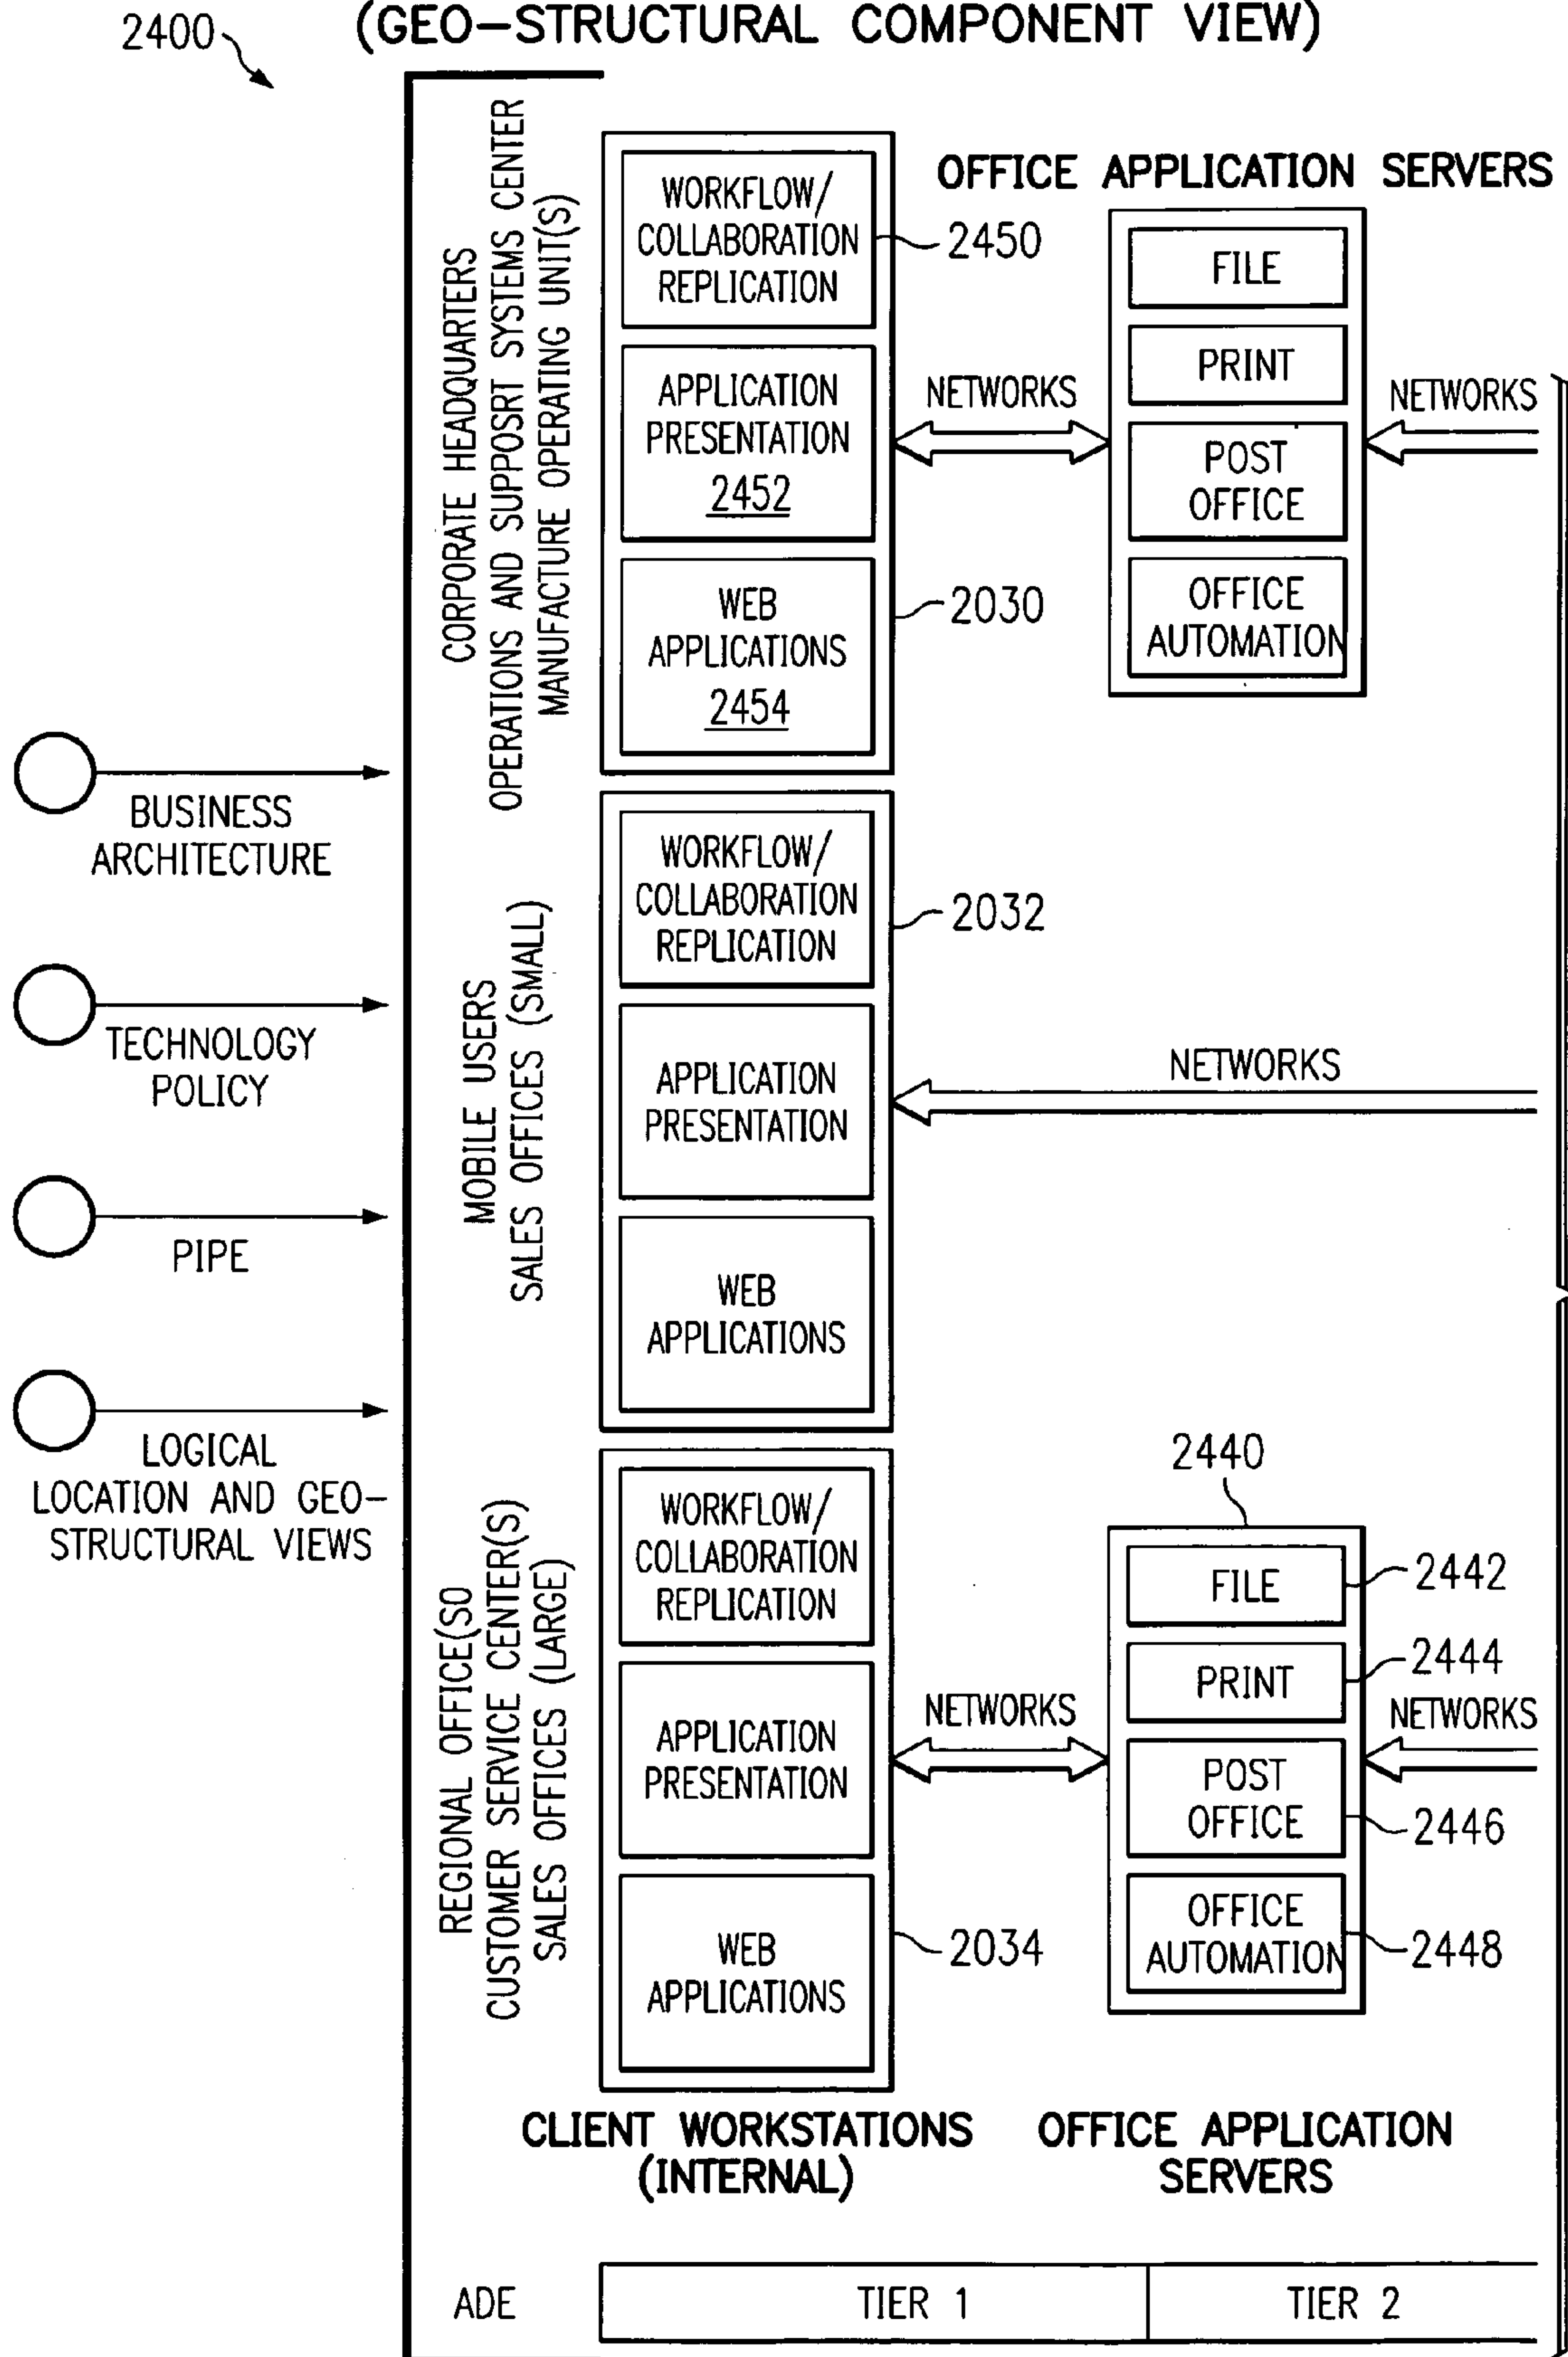 2400
(GEO-STRUCTURAL COMPONENT VIEW)
CORPORATE HEADQUARTERS
OPERATIONS AND SUPPOSRT SYSTEMS CENTER
MANUFACTURE OPERATING UNIT(S)
WORKFLOW/
COLLABORATION
REPLICATION
2450
APPLICATION
PRESENTATION
2452
WEB
APPLICATIONS
2454
2030
NETWORKS
OFFICE APPLICATION SERVERS
FILE
PRINT
POST
OFFICE
OFFICE
AUTOMATION
NETWORKS
BUSINESS
ARCHITECTURE
TECHNOLOGY
POLICY
PIPE
LOGICAL
LOCATION AND GEO-
STRUCTURAL VIEWS
MOBILE USERS
SALES OFFICES (SMALL)
WORKFLOW/
COLLABORATION
REPLICATION
2032
APPLICATION
PRESENTATION
WEB
APPLICATIONS
NETWORKS
REGIONAL OFFICE(SO
CUSTOMER SERVICE CENTER(S)
SALES OFFICES (LARGE)
WORKFLOW/
COLLABORATION
REPLICATION
APPLICATION
PRESENTATION
WEB
APPLICATIONS
2034
NETWORKS
2440
FILE
2442
PRINT
2444
POST
OFFICE
2446
OFFICE
AUTOMATION
2448
NETWORKS
CLIENT WORKSTATIONS
(INTERNAL)
OFFICE APPLICATION
SERVERS
ADE
TIER 1
TIER 2